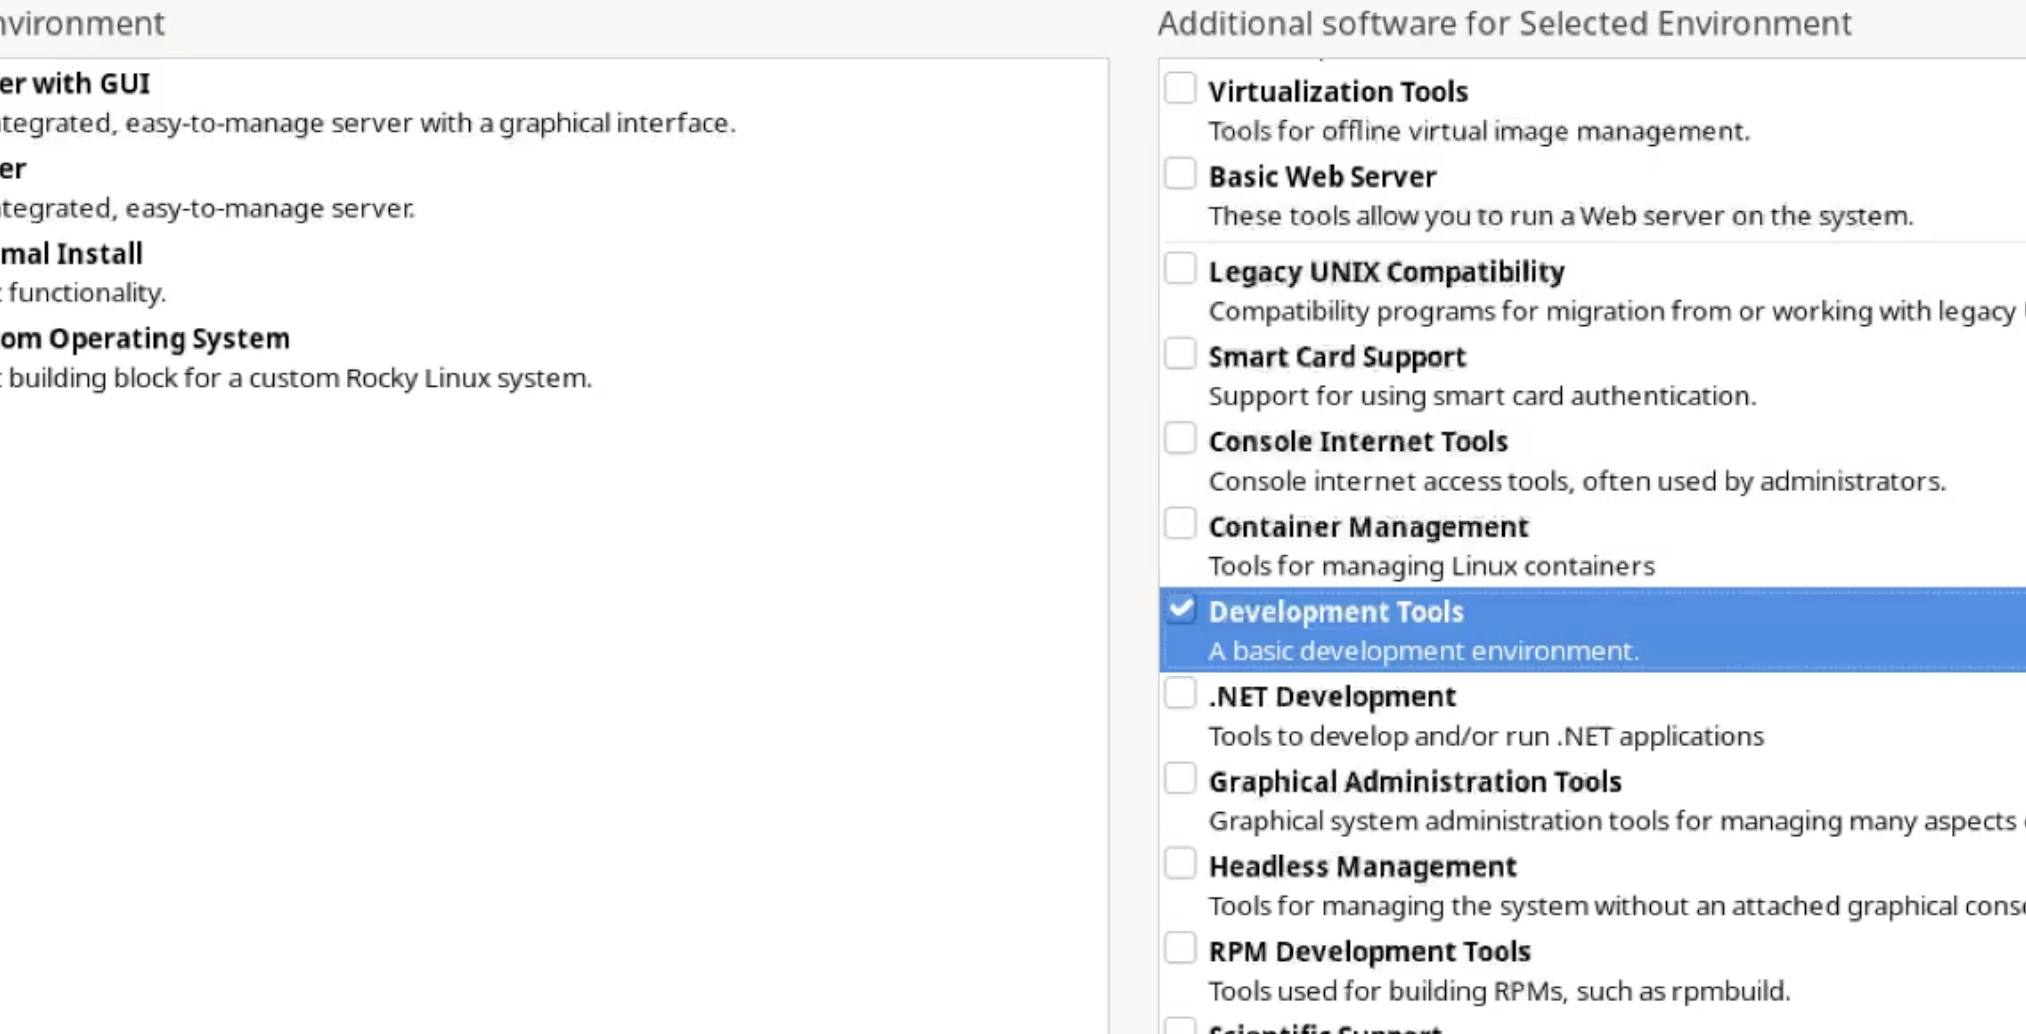 nvironment
er with GUI
tegrated, easy-to-manage server with a graphical interface.
er
tegrated, easy-to-manage server.
mal Install
functionality.
om Operating System
building block for a custom Rocky Linux system.
Additional software for Selected Environment
Virtualization Tools
Tools for offline virtual image management.
Basic Web Server
These tools allow you to run a Web server on the system.
Legacy UNIX Compatibility
Compatibility programs for migration from or working with legacy
Smart Card Support
Support for using smart card authentication.
Console Internet Tools
Console internet access tools, often used by administrators.
Container Management
Tools for managing Linux containers
Development Tools
A basic development environment.
.NET Development
Tools to develop and/or run .NET applications
Graphical Administration Tools
Graphical system administration tools for managing many aspects
Headless Management
Tools for managing the system without an attached graphical cons
RPM Development Tools
Tools used for building RPMs, such as rpmbuild.
Scientific Support